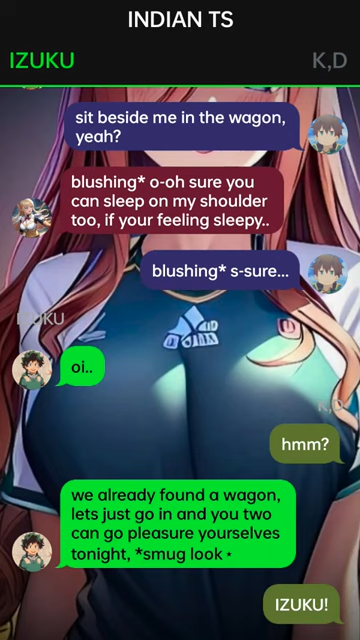 INDIAN TS
IZUKU
K,D
sit beside me in the wagon,
yeah?
blushing* o-oh sure you
can sleep on my shoulder
too, if your feeling sleepy..
blushing* s-sure...
IZUKU
oi..
K,D
hmm?
we already found a wagon,
lets just go in and you two
can go pleasure yourselves
tonight, *smug look *
IZUKU!